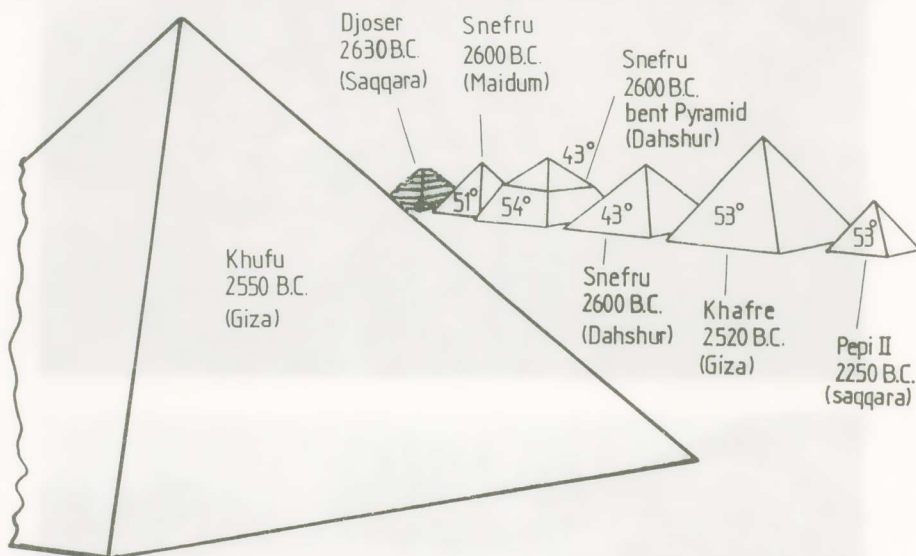 Djoser
2630 B.C.
(Saqqara)
Snefru
2600 B.C.
(Maidum)
Snefru
2600 B.C.
bent Pyramid
(Dahshur)
43°
51°
54°
43°
53°
53°
Khufu
2550 B.C.
(Giza)
Snefru
2600 B.C.
(Dahshur)
Khafre
2520 B.C.
(Giza)
Pepi II
2250 B.C.
(saqqara)